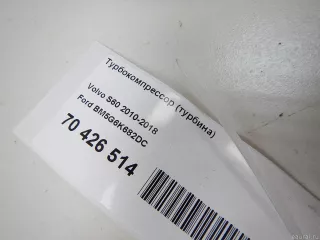 Турбокомпрессор (турбина)
Volvo S60 2010-2018
Ford BM5G6K682DC
70 426 514